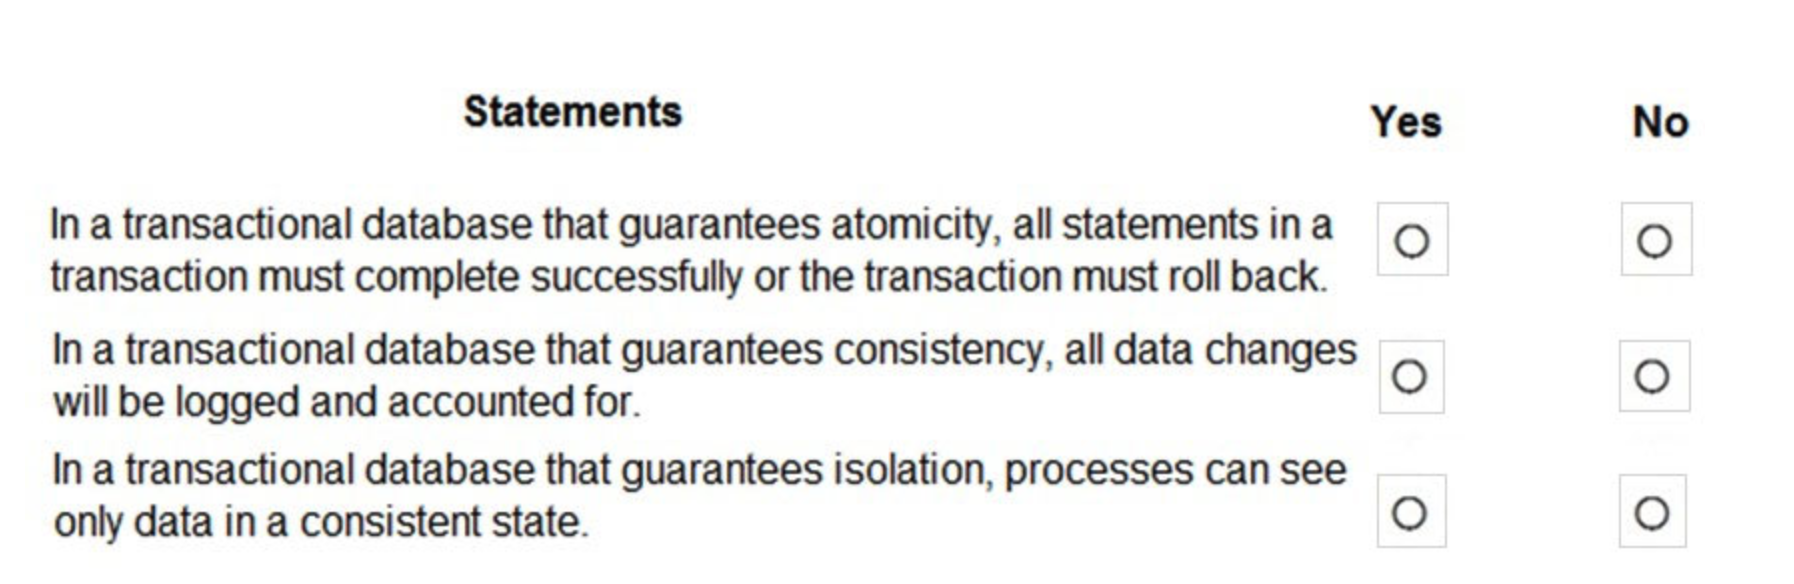 Statements
Yes
No
In a transactional database that guarantees atomicity, all statements in a
transaction must complete successfully or the transaction must roll back.
In a transactional database that guarantees consistency, all data changes
will be logged and accounted for.
In a transactional database that guarantees isolation, processes can see
only data in a consistent state.